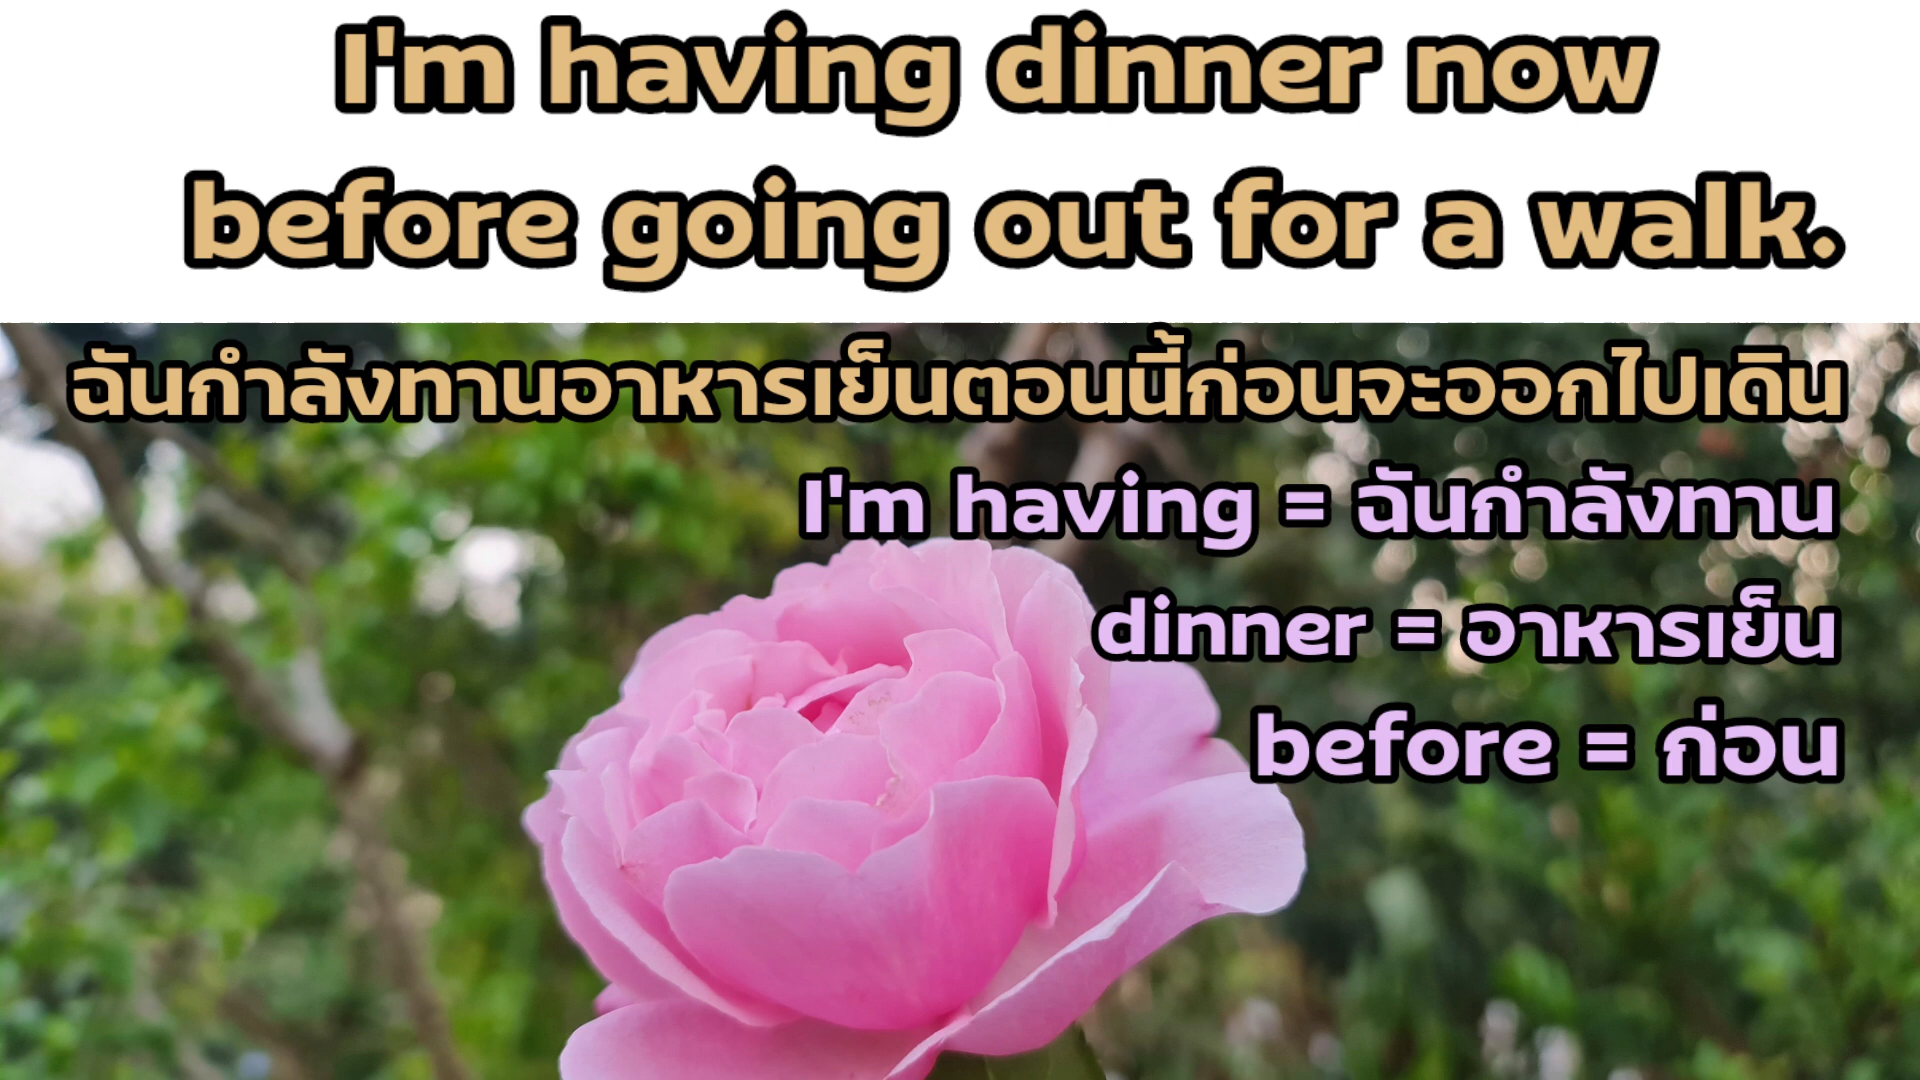 I'm having dinner now
before going out for a walk.
ฉันกำลังทานอาหารเย็นตอนนี้ก่อนจะออกไปเดิน
I'm having = ฉันกำลังทาน
dinner = อาหารเย็น
before = ก่อน